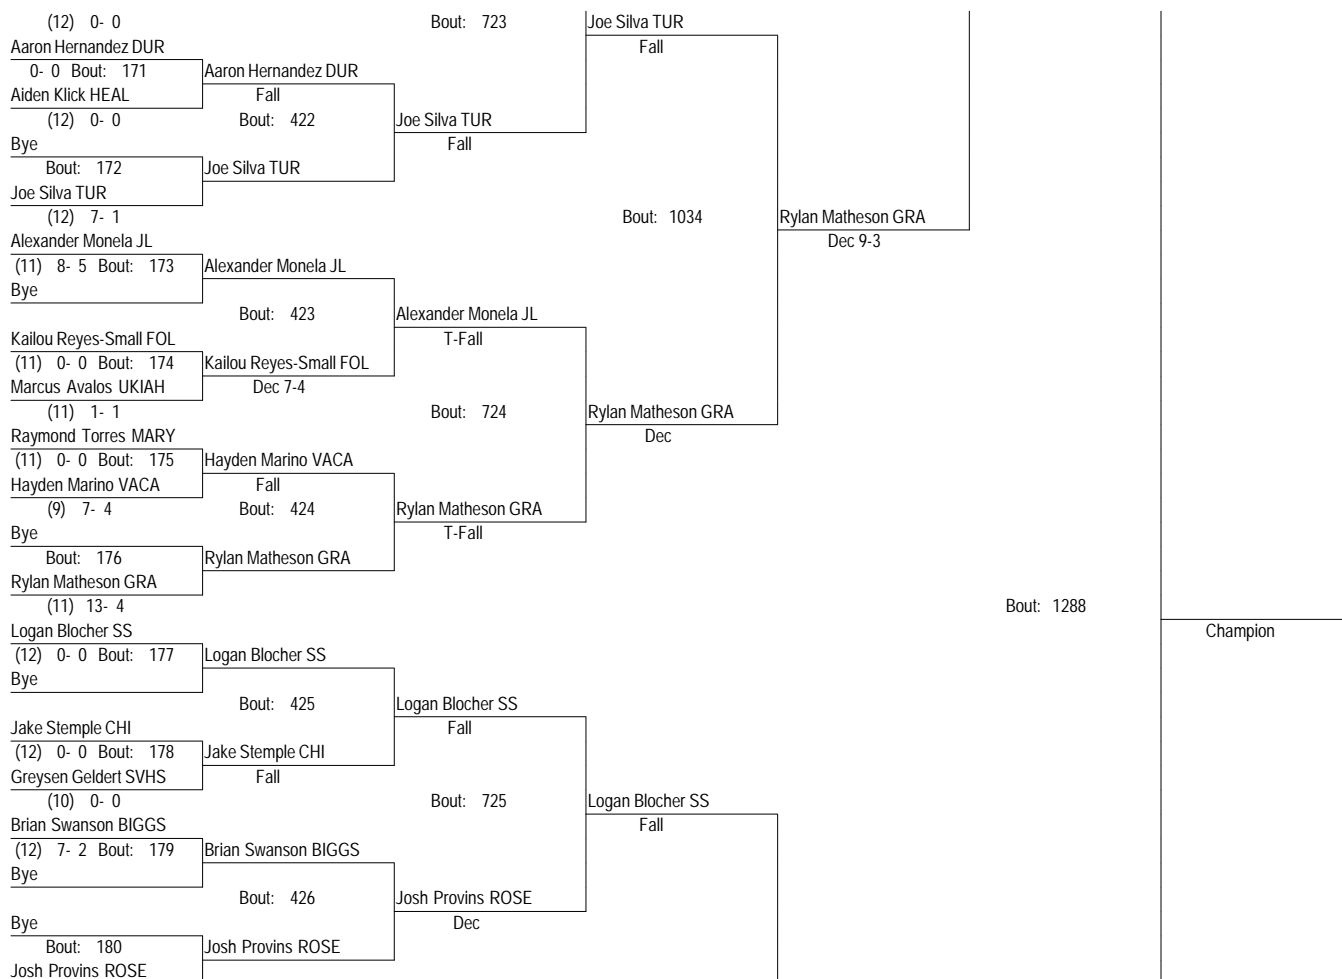 (12) 0- 0 Bout: 723 Joe Silva TUR
Aaron Hernandez DUR Fall
0- 0 Bout: 171 Aaron Hernandez DUR
Aiden Klick HEAL Fall
(12) 0- 0 Bout: 422 Joe Silva TUR
Bye Fall
Bout: 172 Joe Silva TUR
Joe Silva TUR
(12) 7- 1 Bout: 1034 Rylan Matheson GRA
Alexander Monela JL Dec 9-3
(11) 8- 5 Bout: 173 Alexander Monela JL
Bye
Bout: 423 Alexander Monela JL
Kailou Reyes-Small FOL T-Fall
(11) 0- 0 Bout: 174 Kailou Reyes-Small FOL
Marcus Avalos UKIAH Dec 7-4
(11) 1- 1 Bout: 724 Rylan Matheson GRA
Raymond Torres MARY Dec
(11) 0- 0 Bout: 175 Hayden Marino VACA
Hayden Marino VACA Fall
(9) 7- 4 Bout: 424 Rylan Matheson GRA
Bye T-Fall
Bout: 176 Rylan Matheson GRA
Rylan Matheson GRA
(11) 13- 4 Bout: 1288
Logan Blocher SS Champion
(12) 0- 0 Bout: 177 Logan Blocher SS
Bye
Bout: 425 Logan Blocher SS
Jake Stemple CHI Fall
(12) 0- 0 Bout: 178 Jake Stemple CHI
Greysen Geldert SVHS Fall
(10) 0- 0 Bout: 725 Logan Blocher SS
Brian Swanson BIGGS Fall
(12) 7- 2 Bout: 179 Brian Swanson BIGGS
Bye
Bout: 426 Josh Provins ROSE
Bye Dec
Bout: 180 Josh Provins ROSE
Josh Provins ROSE